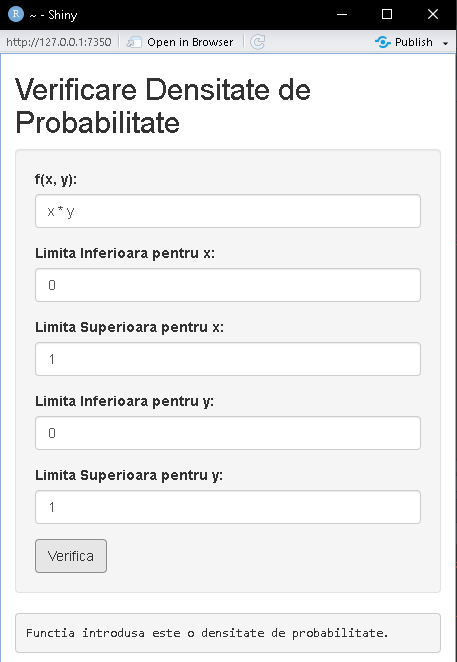 ~ - Shiny
http://127.0.0.1:7350 Open in Browser Publish
Verificare Densitate de
Probabilitate
f(x, y):
x * y
Limita Inferioara pentru x:
0
Limita Superioara pentru x:
1
Limita Inferioara pentru y:
0
Limita Superioara pentru y:
1
Verifica
Functia introdusa este o densitate de probabilitate.